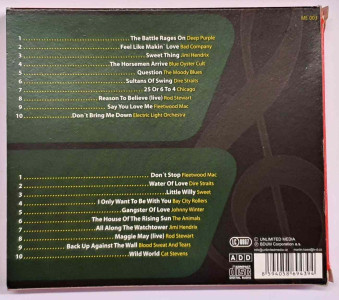 ML 003
1 The Battle Rages On Deep Purple
2 Feel Like Makin´ Love Bad Company
3 Sweet Thing Jimi Hendrix
4 The Horsemen Arrive Blue Oyster Cult
5 Question The Moody Blues
6 Sultans Of Swing Dire Straits
7 25 Or 6 To 4 Chicago
8 Reason To Believe (live) Rod Stewart
9 Say You Love Me Fleetwood Mac
10 Don´t Bring Me Down Electric Light Orchestra
1 Don´t Stop Fleetwood Mac
2 Water Of Love Dire Straits
3 Little Willy Sweet
4 I Only Want To Be With You Bay City Rollers
5 Gangster Of Love Johnny Winter
6 The House Of The Rising Sun The Animals
7 All Along The Watchtower Jimi Hendrix
8 Maggie May (live) Rod Stewart
9 Back Up Against The Wall Blood Sweat And Tears
10 Wild World Cat Stevens
UNLIMITED MEDIA
ADD